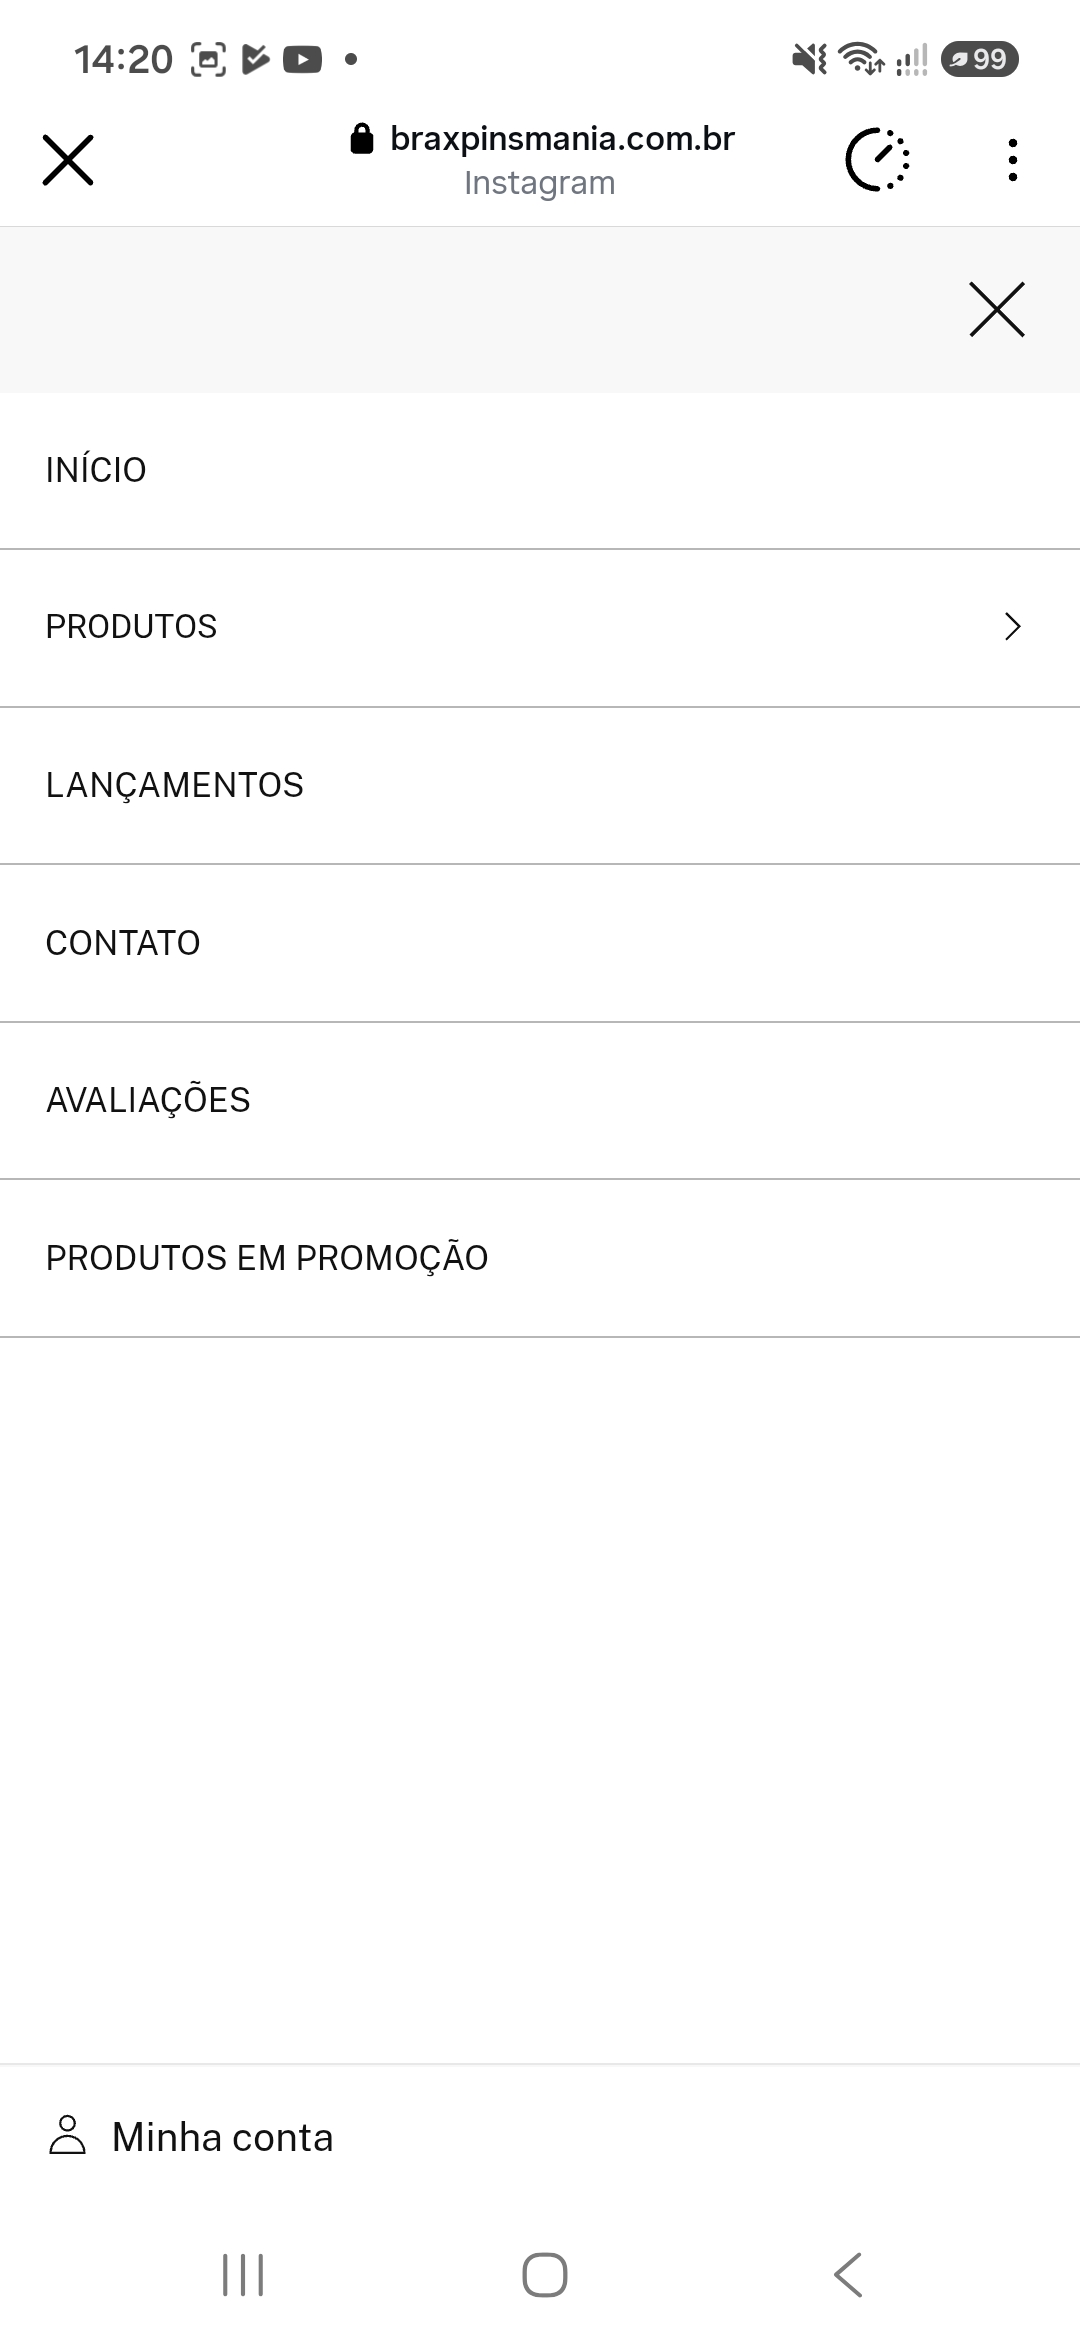 14:20
99
braxpinsmania.com.br
Instagram
INÍCIO
PRODUTOS
LANÇAMENTOS
CONTATO
AVALIAÇÕES
PRODUTOS EM PROMOÇÃO
Minha conta